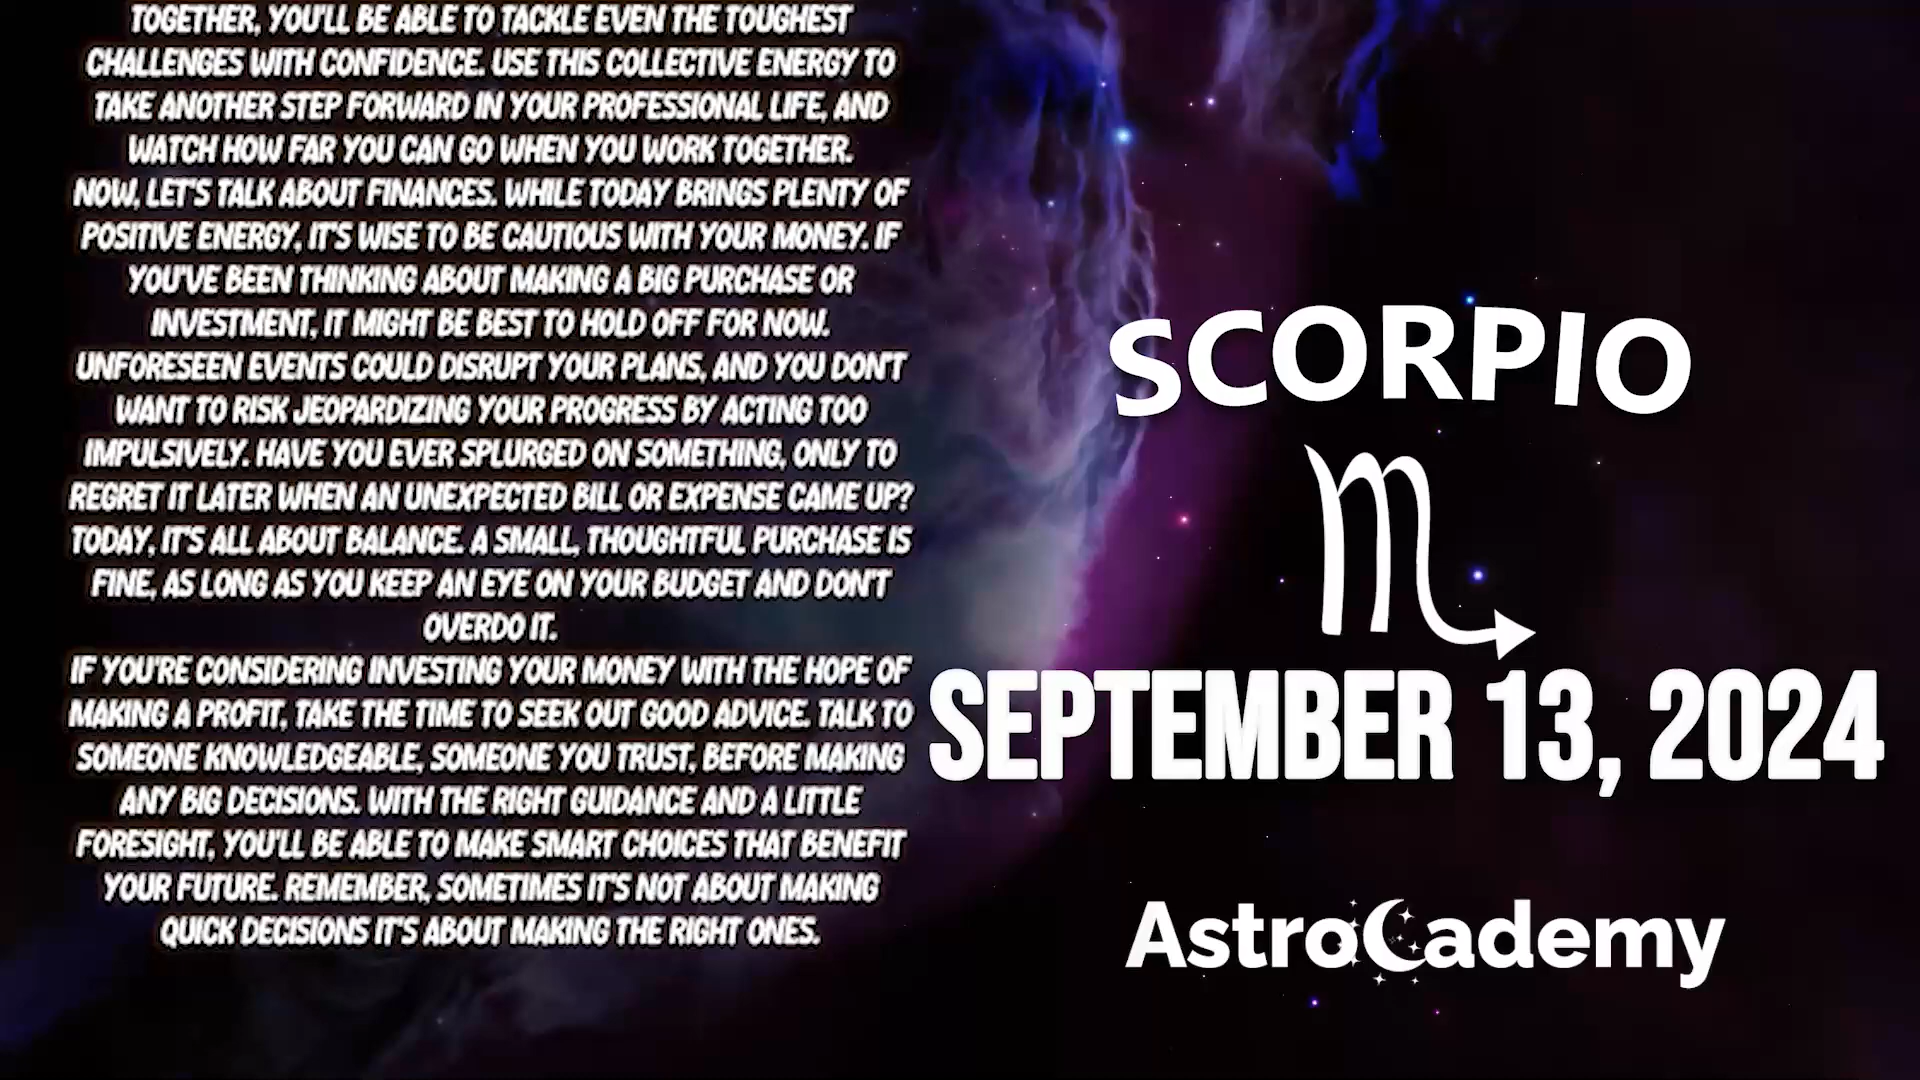 TOGETHER, YOU'LL BE ABLE TO TACKLE EVEN THE TOUGHEST
CHALLENGES WITH CONFIDENCE. USE THIS COLLECTIVE ENERGY TO
TAKE ANOTHER STEP FORWARD IN YOUR PROFESSIONAL LIFE, AND
WATCH HOW FAR YOU CAN GO WHEN YOU WORK TOGETHER.
NOW, LET'S TALK ABOUT FINANCES. WHILE TODAY BRINGS PLENTY OF
POSITIVE ENERGY, IT'S WISE TO BE CAUTIOUS WITH YOUR MONEY. IF
YOU'VE BEEN THINKING ABOUT MAKING A BIG PURCHASE OR
INVESTMENT, IT MIGHT BE BEST TO HOLD OFF FOR NOW.
UNFORESEEN EVENTS COULD DISRUPT YOUR PLANS, AND YOU DON'T
WANT TO RISK JEOPARDIZING YOUR PROGRESS BY ACTING TOO
IMPULSIVELY. HAVE YOU EVER SPLURGED ON SOMETHING, ONLY TO
REGRET IT LATER WHEN AN UNEXPECTED BILL OR EXPENSE CAME UP?
TODAY, IT'S ALL ABOUT BALANCE. A SMALL, THOUGHTFUL PURCHASE IS
FINE, AS LONG AS YOU KEEP AN EYE ON YOUR BUDGET AND DON'T
OVERDO IT.
IF YOU'RE CONSIDERING INVESTING YOUR MONEY WITH THE HOPE OF
MAKING A PROFIT, TAKE THE TIME TO SEEK OUT GOOD ADVICE. TALK TO
SOMEONE KNOWLEDGEABLE, SOMEONE YOU TRUST, BEFORE MAKING
ANY BIG DECISIONS. WITH THE RIGHT GUIDANCE AND A LITTLE
FORESIGHT, YOU'LL BE ABLE TO MAKE SMART CHOICES THAT BENEFIT
YOUR FUTURE. REMEMBER, SOMETIMES IT'S NOT ABOUT MAKING
QUICK DECISIONS IT'S ABOUT MAKING THE RIGHT ONES.
SCORPIO
SEPTEMBER 13, 2024
AstroCademy